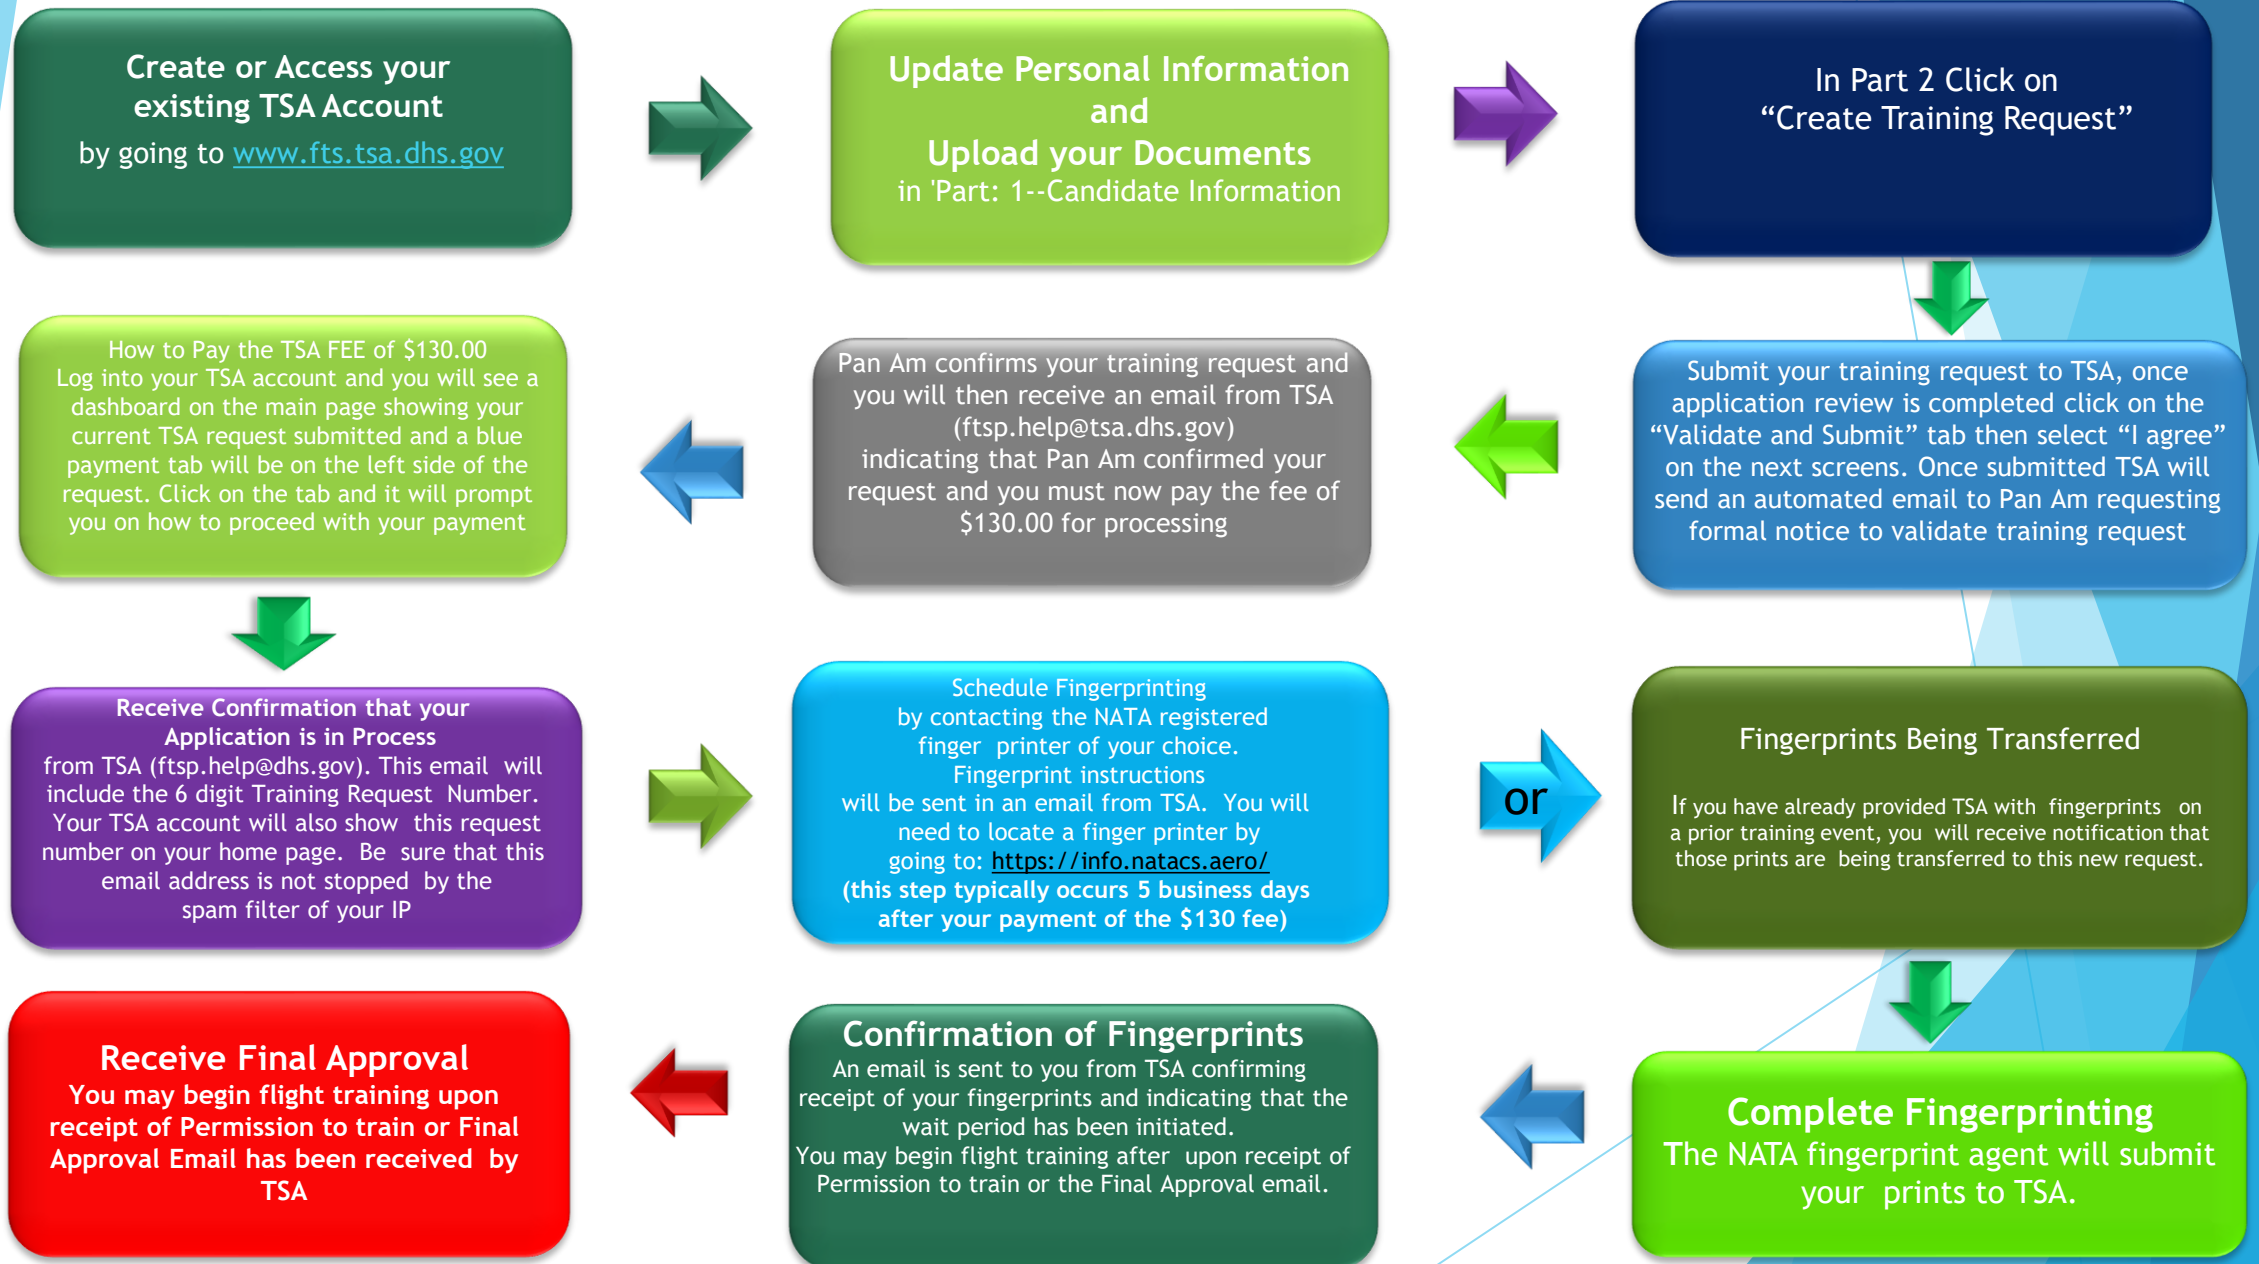 Create or Access your
existing TSA Account
by going to www.fts.tsa.dhs.gov
Update Personal Information
and
Upload your Documents
in 'Part: 1--Candidate Information
In Part 2 Click on
“Create Training Request”
Submit your training request to TSA, once
application review is completed click on the
“Validate and Submit” tab then select “I agree”
on the next screens. Once submitted TSA will
send an automated email to Pan Am requesting
formal notice to validate training request
Pan Am confirms your training request and
you will then receive an email from TSA
(ftsp.help@tsa.dhs.gov)
indicating that Pan Am confirmed your
request and you must now pay the fee of
$130.00 for processing
How to Pay the TSA FEE of $130.00
Log into your TSA account and you will see a
dashboard on the main page showing your
current TSA request submitted and a blue
payment tab will be on the left side of the
request. Click on the tab and it will prompt
you on how to proceed with your payment
Receive Confirmation that your
Application is in Process
from TSA (ftsp.help@dhs.gov). This email will
include the 6 digit Training Request Number.
Your TSA account will also show this request
number on your home page. Be sure that this
email address is not stopped by the
spam filter of your IP
Schedule Fingerprinting
by contacting the NATA registered
finger printer of your choice.
Fingerprint instructions
will be sent in an email from TSA. You will
need to locate a finger printer by
going to: https://info.natacs.aero/
(this step typically occurs 5 business days
after your payment of the $130 fee)
or
Fingerprints Being Transferred
If you have already provided TSA with fingerprints on
a prior training event, you will receive notification that
those prints are being transferred to this new request.
Complete Fingerprinting
The NATA fingerprint agent will submit
your prints to TSA.
Confirmation of Fingerprints
An email is sent to you from TSA confirming
receipt of your fingerprints and indicating that the
wait period has been initiated.
You may begin flight training after upon receipt of
Permission to train or the Final Approval email.
Receive Final Approval
You may begin flight training upon
receipt of Permission to train or Final
Approval Email has been received by
TSA